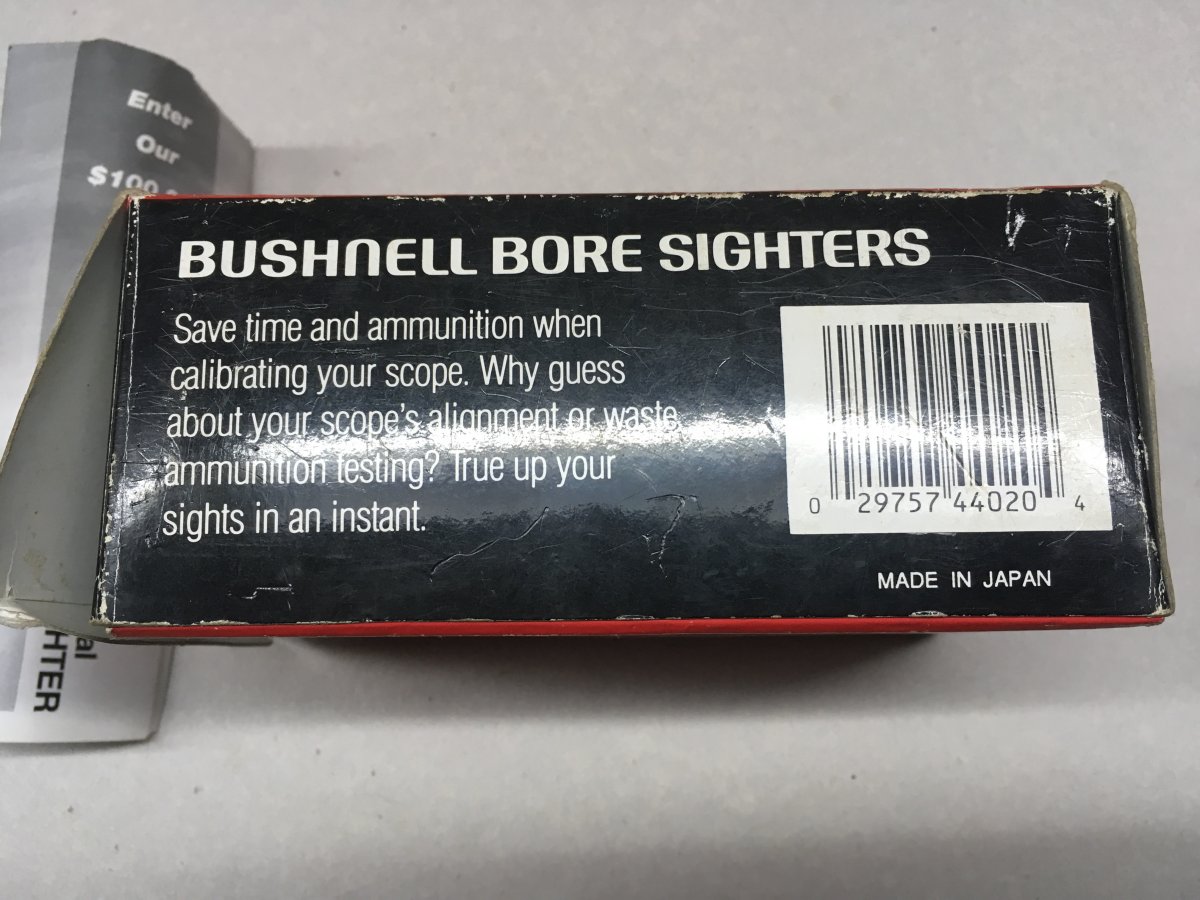 Enter
Our
$100
BUSHNELL BORE SIGHTERS
Save time and ammunition when
calibrating your scope. Why guess
about your scope's alignment or waste
ammunition testing? True up your
sights in an instant.
0 29757 44020 4
MADE IN JAPAN
al
HTER